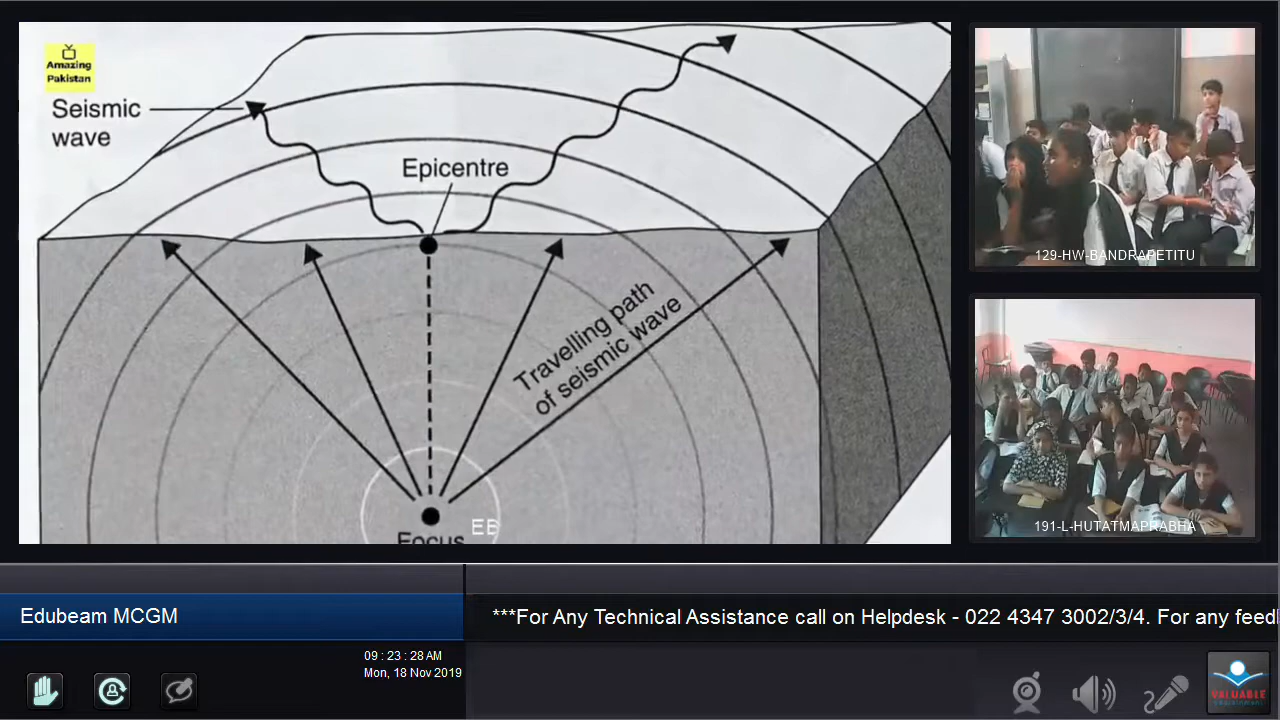 Amazing
Pakistan
Seismic
wave
Epicentre
Travelling path
of seismic wave
Focus
129-HW-BANDRAPETITU
191-L-HUTATMAPRABHA
Edubeam MCGM
***For Any Technical Assistance call on Helpdesk - 022 4347 3002/3/4. For any feed
09 : 23 : 28 AM
Mon, 18 Nov 2019
VALUABLE